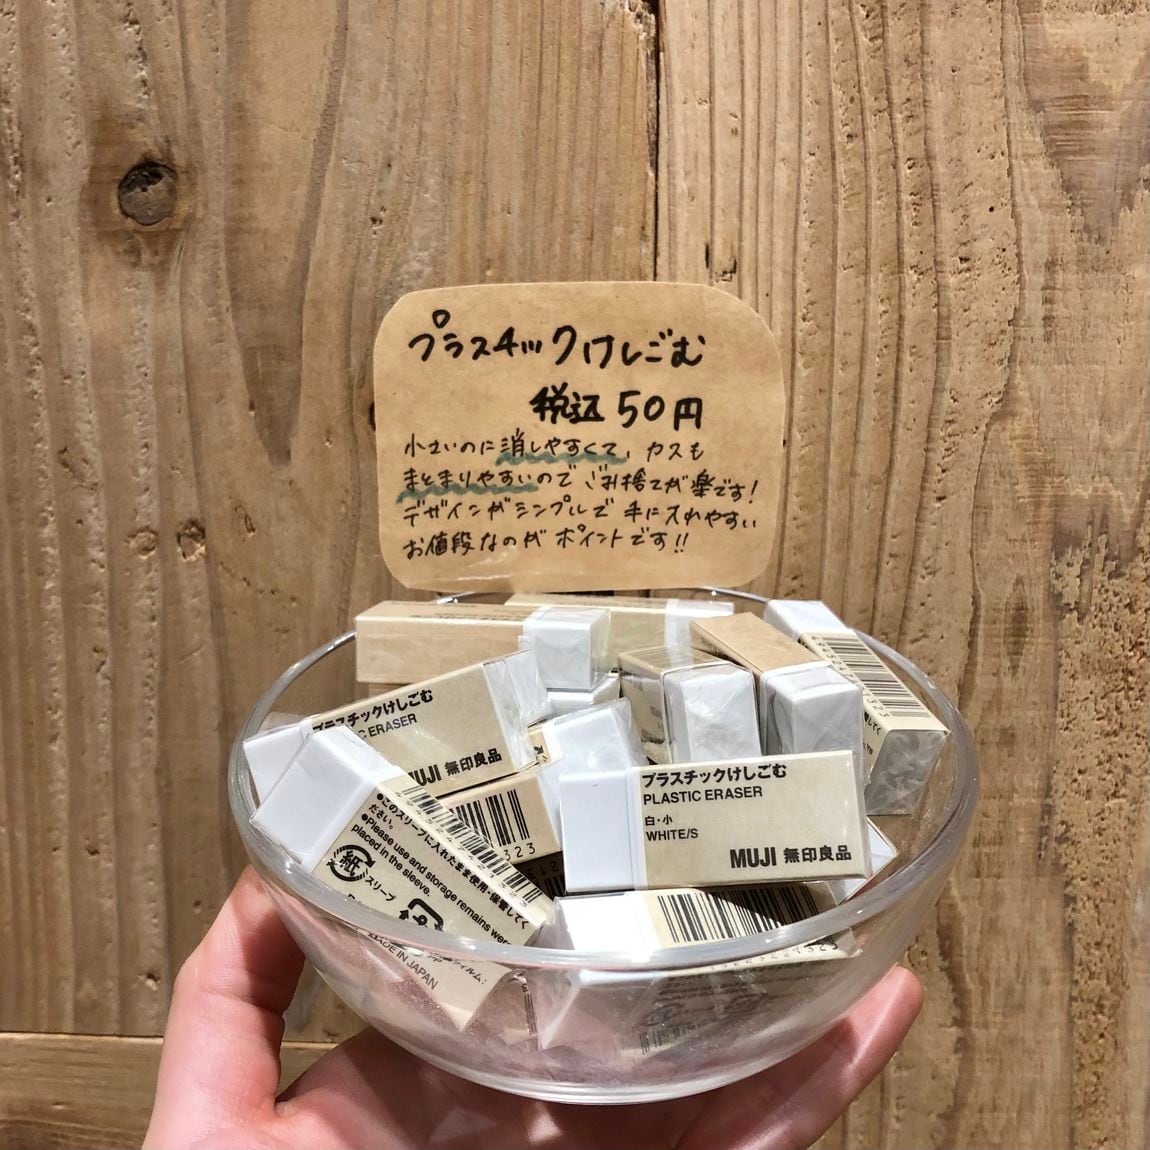 プラスチックけしごむ
税込50円
小さいのに消しやすくて、カスも
まとまりやすいのでごみ捨てが楽です!
デザインがシンプルで手に入れやすい
お値段なのがポイントです!!
プラスチックけしごむ
C ERASER
MUJI 無印良品
プラスチックけしごむ
PLASTIC ERASER
白・小
WHITE/S
MUJI 無印良品
●このスリーブに入れたまま使用・保管して
ださい。
●Please use and storage remains were
placed in the sleeve.
紙
スリーブ
プラ
フィルム:
MADE IN JAPAN